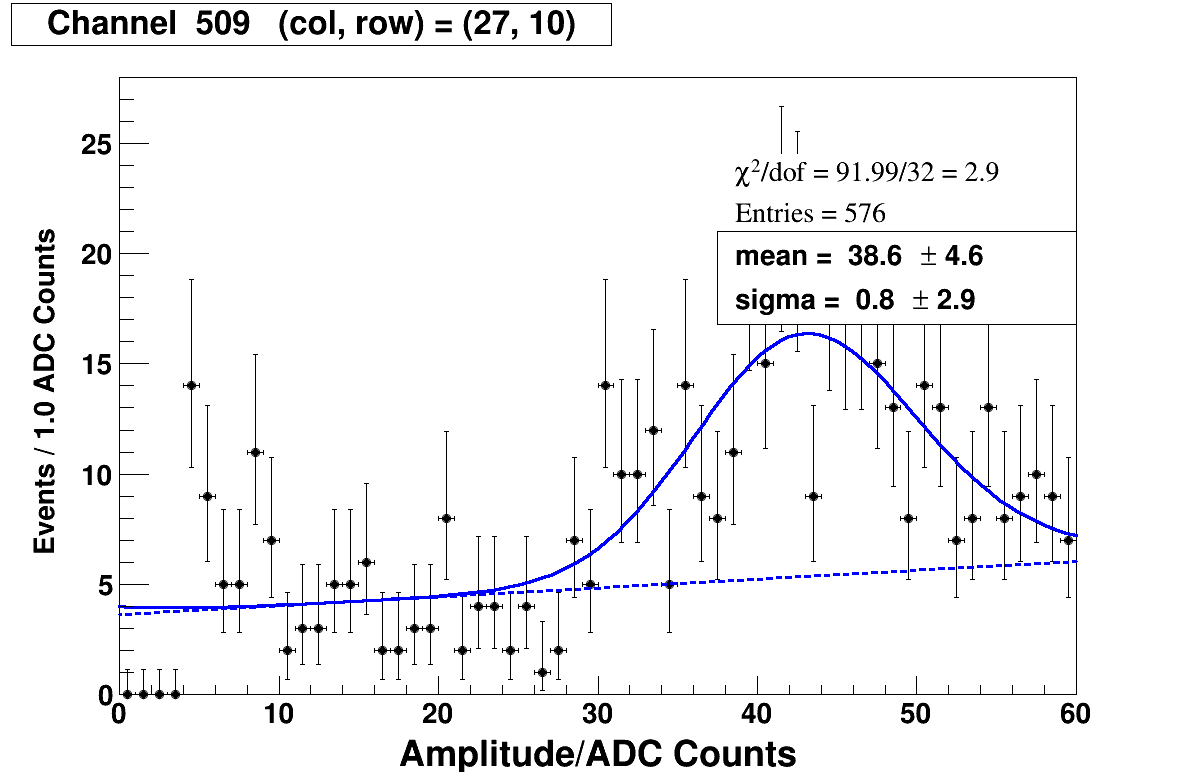 Channel 509 (col, row) = (27, 10)
25
χ²/dof = 91.99/32 = 2.9
Entries = 576
20
mean = 38.6 ± 4.6
sigma = 0.8 ± 2.9
15
10
5
0
Events / 1.0 ADC Counts
0 10 20 30 40 50 60
Amplitude/ADC Counts